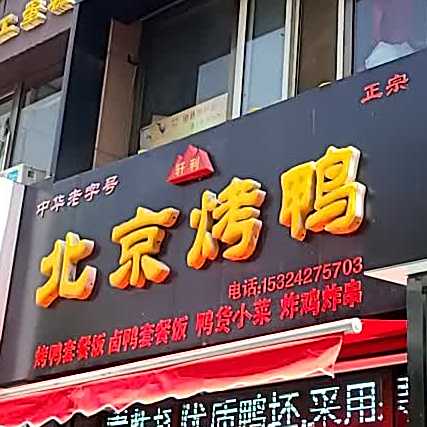 正宗
中华老字号
轩利
北京烤鸭
电话:15324275703
烤鸭套餐饭 卤鸭套餐饭 鸭货小菜 炸鸡炸串
优质鸭坯,采用